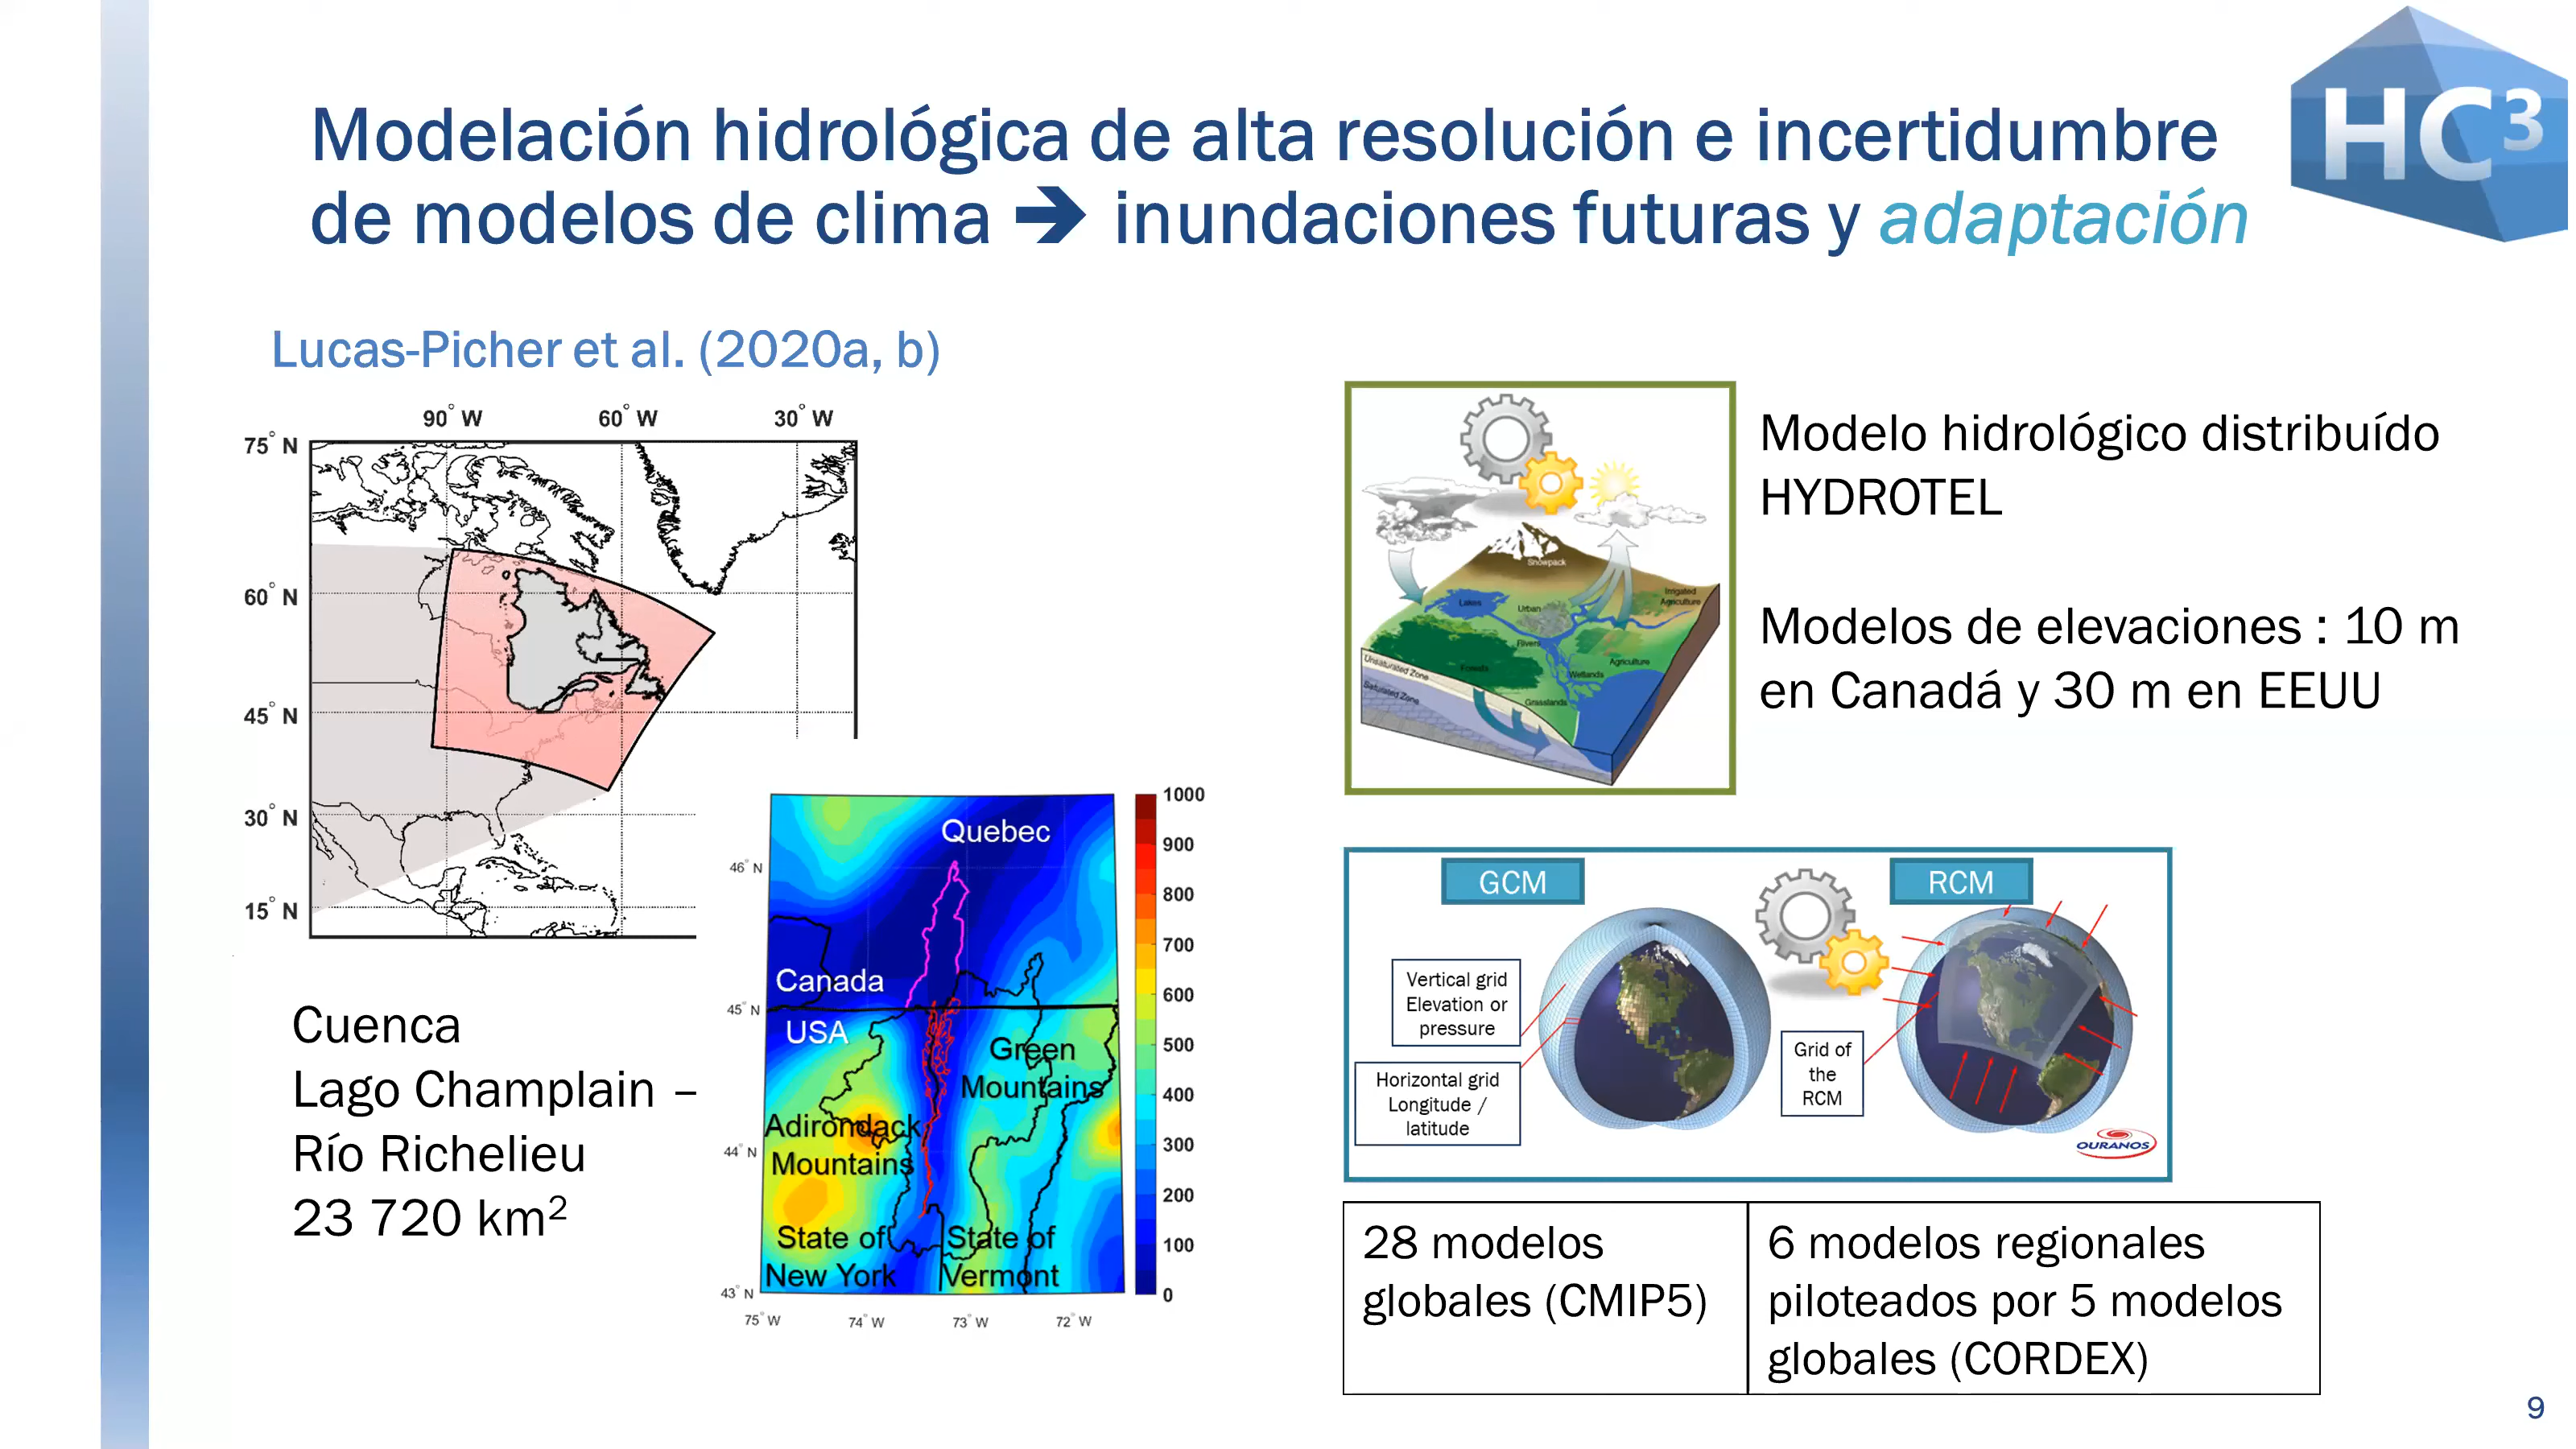 HC3
Modelación hidrológica de alta resolución e incertidumbre
de modelos de clima ➔ inundaciones futuras y adaptación
Lucas-Picher et al. (2020a, b)
90° W 60° W 30° W
75° N
60° N
45° N
30° N
15° N
Cuenca
Lago Champlain –
Río Richelieu
23 720 km²
Quebec
Canada
USA
Green
Mountains
Adirondack
Mountains
State of
New York
State of
Vermont
46° N
45° N
44° N
43° N
75° W 74° W 73° W 72° W
1000
900
800
700
600
500
400
300
200
100
0
Snowpack
Lakes
Urban
Irrigated
Agriculture
Rivers
Agriculture
Forests
Wetlands
Grasslands
Unsaturated Zone
Saturated Zone
Modelo hidrológico distribuído
HYDROTEL
Modelos de elevaciones : 10 m
en Canadá y 30 m en EEUU
GCM
RCM
Vertical grid
Elevation or
pressure
Horizontal grid
Longitude /
latitude
Grid of
the
RCM
OURANOS
28 modelos
globales (CMIP5)
6 modelos regionales
piloteados por 5 modelos
globales (CORDEX)
9